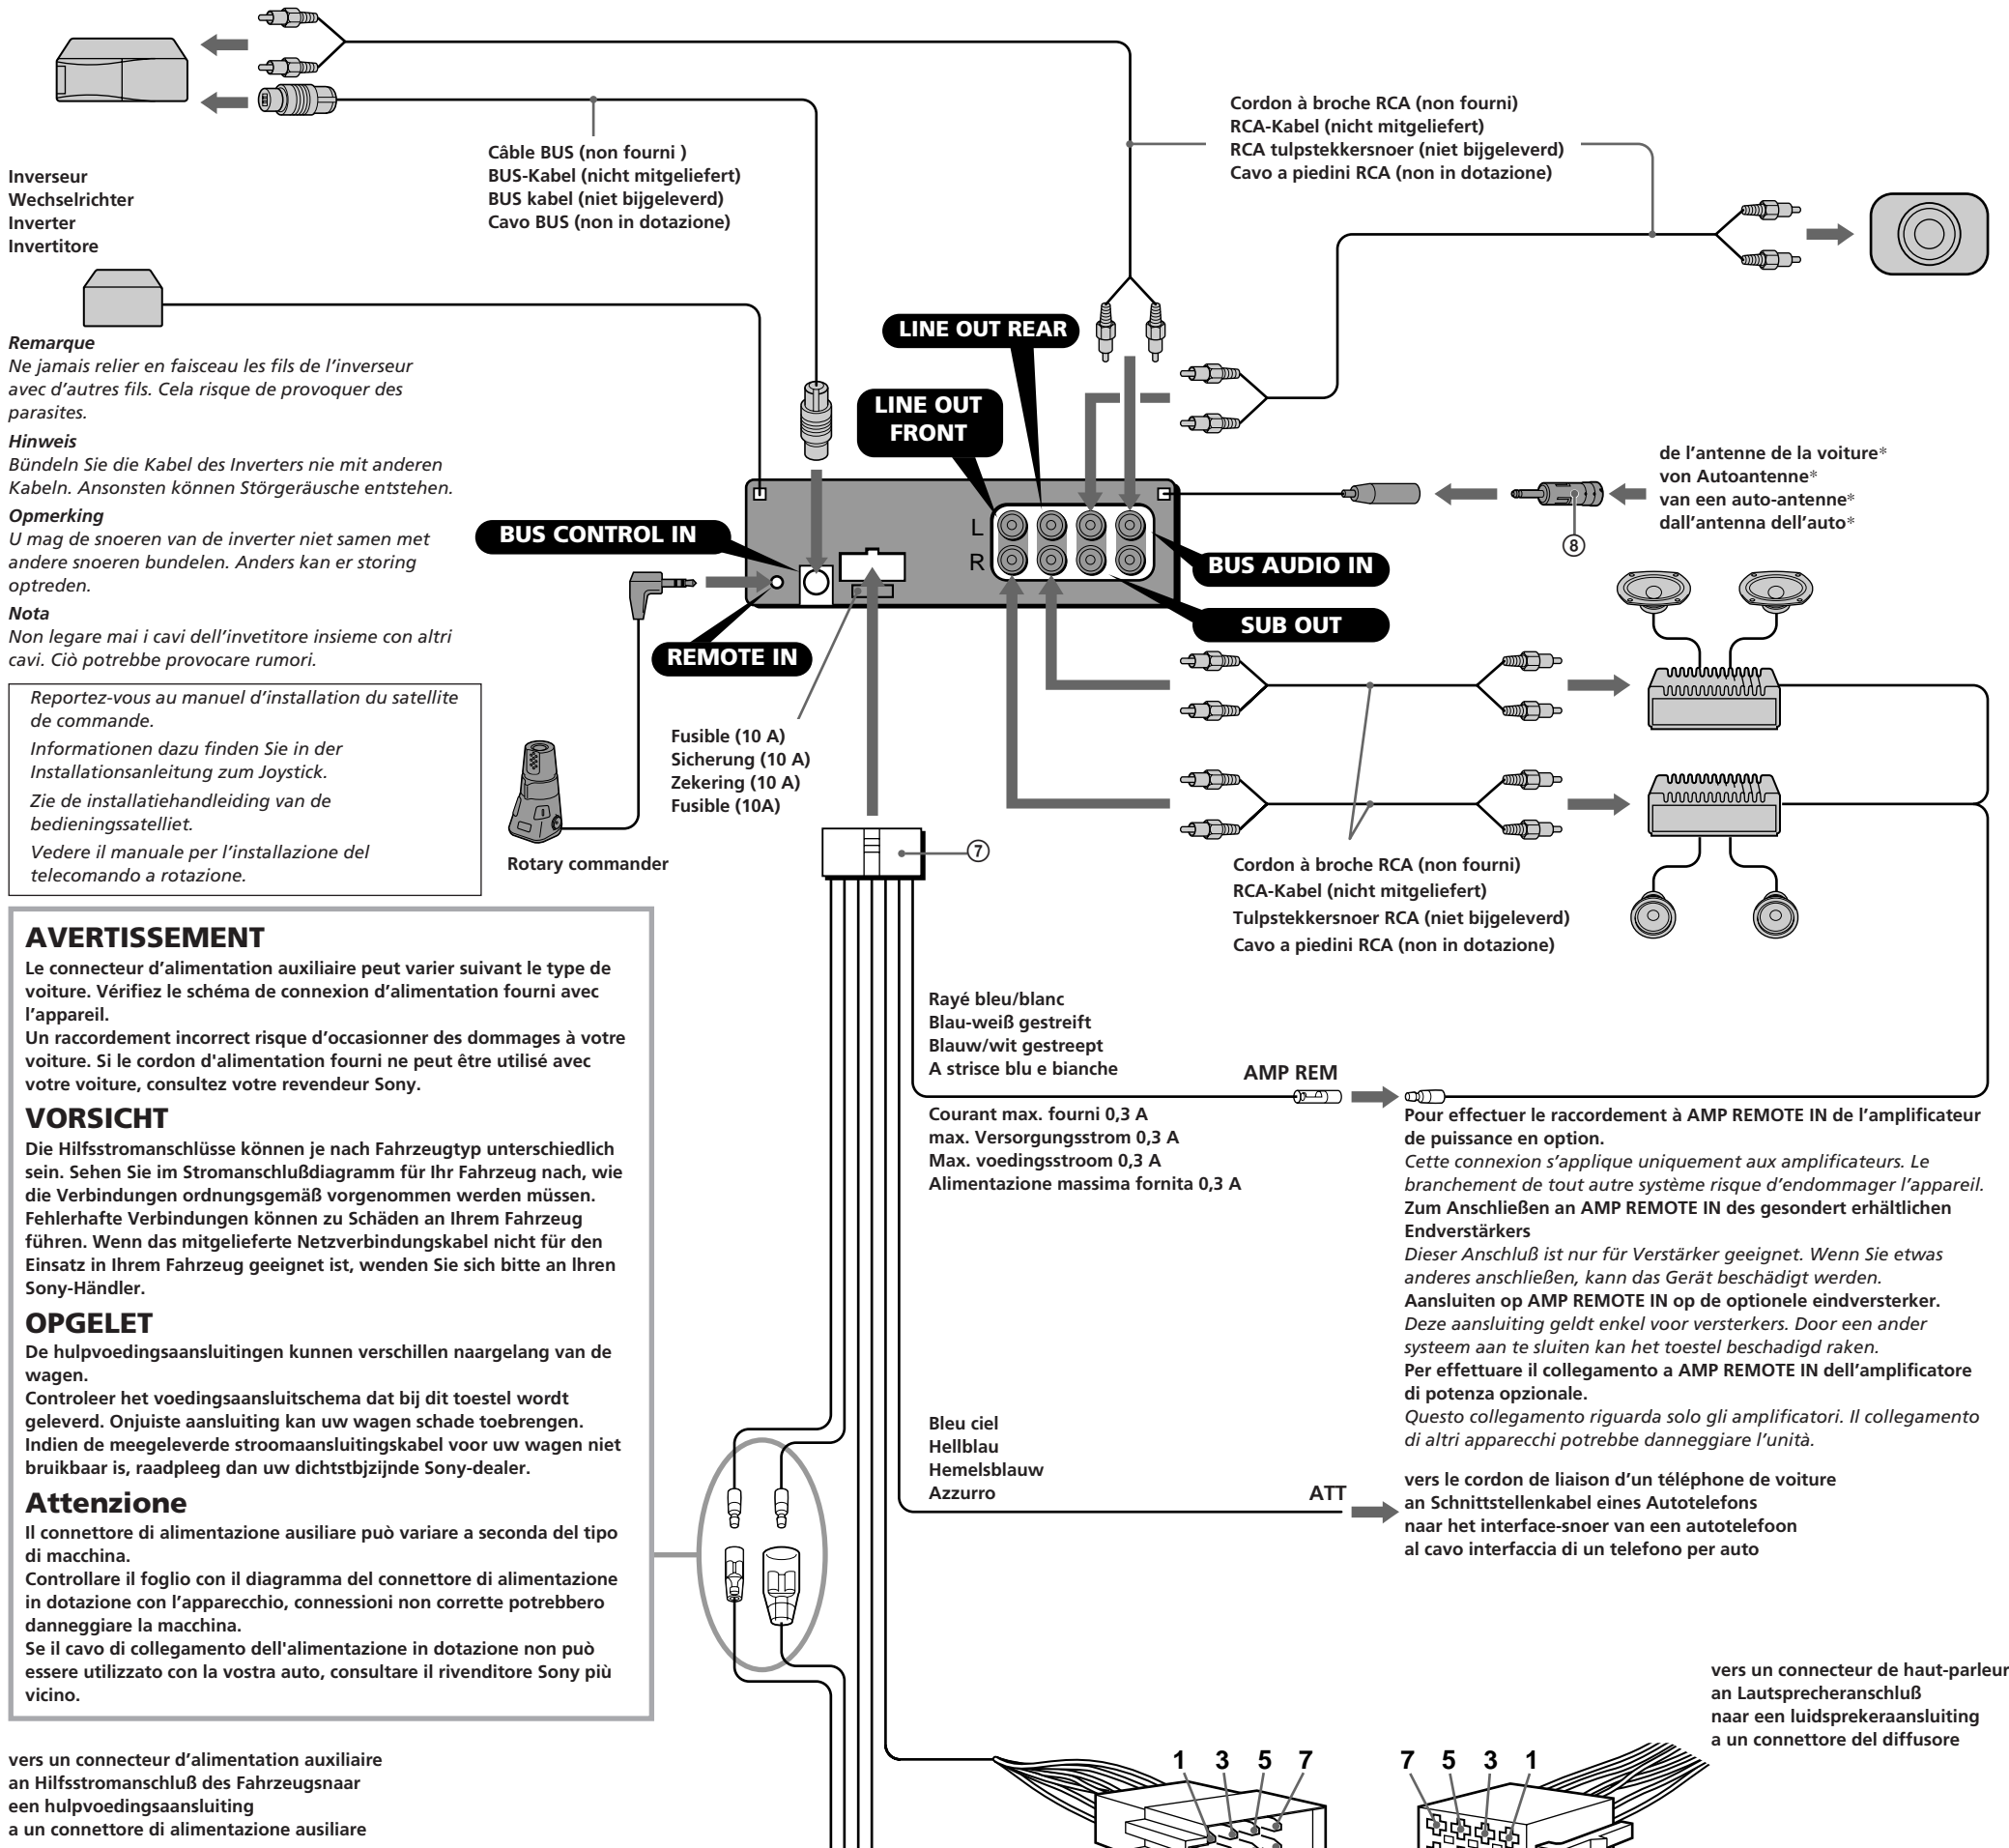 Câble BUS (non fourni )
BUS-Kabel (nicht mitgeliefert)
BUS kabel (niet bijgeleverd)
Cavo BUS (non in dotazione)
Cordon à broche RCA (non fourni)
RCA-Kabel (nicht mitgeliefert)
RCA tulpstekkersnoer (niet bijgeleverd)
Cavo a piedini RCA (non in dotazione)
Inverseur
Wechselrichter
Inverter
Invertitore
Remarque
Ne jamais relier en faisceau les fils de l’inverseur
avec d’autres fils. Cela risque de provoquer des
parasites.
Hinweis
Bündeln Sie die Kabel des Inverters nie mit anderen
Kabeln. Ansonsten können Störgeräusche entstehen.
Opmerking
U mag de snoeren van de inverter niet samen met
andere snoeren bundelen. Anders kan er storing
optreden.
Nota
Non legare mai i cavi dell’invetitore insieme con altri
cavi. Ciò potrebbe provocare rumori.
Reportez-vous au manuel d’installation du satellite
de commande.
Informationen dazu finden Sie in der
Installationsanleitung zum Joystick.
Zie de installatiehandleiding van de
bedieningssatelliet.
Vedere il manuale per l’installazione del
telecomando a rotazione.
LINE OUT REAR
LINE OUT
FRONT
BUS CONTROL IN
L
R
BUS AUDIO IN
SUB OUT
REMOTE IN
de l’antenne de la voiture*
von Autoantenne*
van een auto-antenne*
dall’antenna dell’auto*
⑧
Fusible (10 A)
Sicherung (10 A)
Zekering (10 A)
Fusible (10A)
Rotary commander
⑦
Cordon à broche RCA (non fourni)
RCA-Kabel (nicht mitgeliefert)
Tulpstekkersnoer RCA (niet bijgeleverd)
Cavo a piedini RCA (non in dotazione)
AVERTISSEMENT
Le connecteur d’alimentation auxiliaire peut varier suivant le type de
voiture. Vérifiez le schéma de connexion d’alimentation fourni avec
l’appareil.
Un raccordement incorrect risque d’occasionner des dommages à votre
voiture. Si le cordon d'alimentation fourni ne peut être utilisé avec
votre voiture, consultez votre revendeur Sony.
VORSICHT
Die Hilfsstromanschlüsse können je nach Fahrzeugtyp unterschiedlich
sein. Sehen Sie im Stromanschlußdiagramm für Ihr Fahrzeug nach, wie
die Verbindungen ordnungsgemäß vorgenommen werden müssen.
Fehlerhafte Verbindungen können zu Schäden an Ihrem Fahrzeug
führen. Wenn das mitgelieferte Netzverbindungskabel nicht für den
Einsatz in Ihrem Fahrzeug geeignet ist, wenden Sie sich bitte an lhren
Sony-Händler.
OPGELET
De hulpvoedingsaansluitingen kunnen verschillen naargelang van de
wagen.
Controleer het voedingsaansluitschema dat bij dit toestel wordt
geleverd. Onjuiste aansluiting kan uw wagen schade toebrengen.
Indien de meegeleverde stroomaansluitingskabel voor uw wagen niet
bruikbaar is, raadpleeg dan uw dichtstbjzijnde Sony-dealer.
Attenzione
Il connettore di alimentazione ausiliare può variare a seconda del tipo
di macchina.
Controllare il foglio con il diagramma del connettore di alimentazione
in dotazione con l’apparecchio, connessioni non corrette potrebbero
danneggiare la macchina.
Se il cavo di collegamento dell'alimentazione in dotazione non può
essere utilizzato con la vostra auto, consultare il rivenditore Sony più
vicino.
Rayé bleu/blanc
Blau-weiß gestreift
Blauw/wit gestreept
A strisce blu e bianche
AMP REM
Courant max. fourni 0,3 A
max. Versorgungsstrom 0,3 A
Max. voedingsstroom 0,3 A
Alimentazione massima fornita 0,3 A
Pour effectuer le raccordement à AMP REMOTE IN de l’amplificateur
de puissance en option.
Cette connexion s’applique uniquement aux amplificateurs. Le
branchement de tout autre système risque d’endommager l’appareil.
Zum Anschließen an AMP REMOTE IN des gesondert erhältlichen
Endverstärkers
Dieser Anschluß ist nur für Verstärker geeignet. Wenn Sie etwas
anderes anschließen, kann das Gerät beschädigt werden.
Aansluiten op AMP REMOTE IN op de optionele eindversterker.
Deze aansluiting geldt enkel voor versterkers. Door een ander
systeem aan te sluiten kan het toestel beschadigd raken.
Per effettuare il collegamento a AMP REMOTE IN dell’amplificatore
di potenza opzionale.
Questo collegamento riguarda solo gli amplificatori. Il collegamento
di altri apparecchi potrebbe danneggiare l’unità.
Bleu ciel
Hellblau
Hemelsblauw
Azzurro
ATT
vers le cordon de liaison d’un téléphone de voiture
an Schnittstellenkabel eines Autotelefons
naar het interface-snoer van een autotelefoon
al cavo interfaccia di un telefono per auto
vers un connecteur de haut-parleur
an Lautsprecheranschluß
naar een luidsprekeraansluiting
a un connettore del diffusore
vers un connecteur d’alimentation auxiliaire
an Hilfsstromanschluß des Fahrzeugsnaar
een hulpvoedingsaansluiting
a un connettore di alimentazione ausiliare
1 3 5 7
7 5 3 1